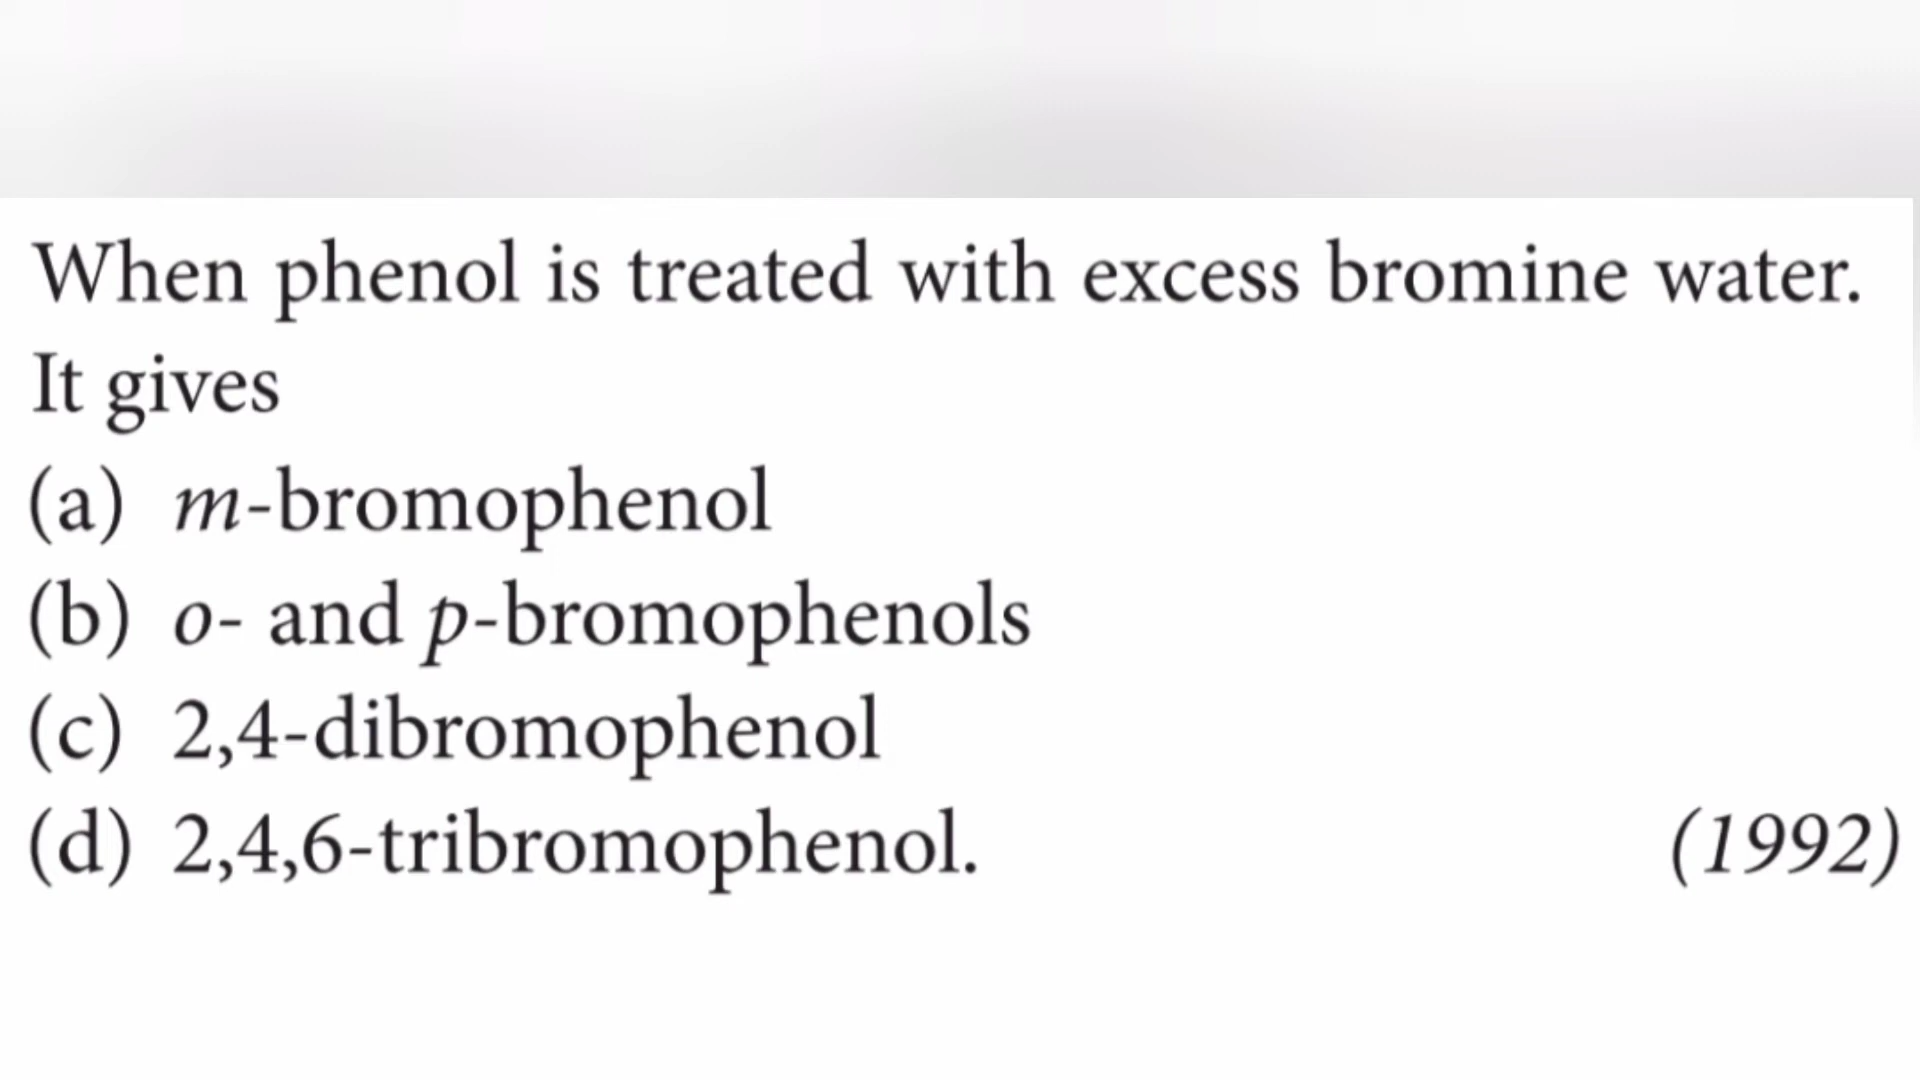 When phenol is treated with excess bromine water.
It gives
(a) m-bromophenol
(b) o- and p-bromophenols
(c) 2,4-dibromophenol
(d) 2,4,6-tribromophenol. (1992)